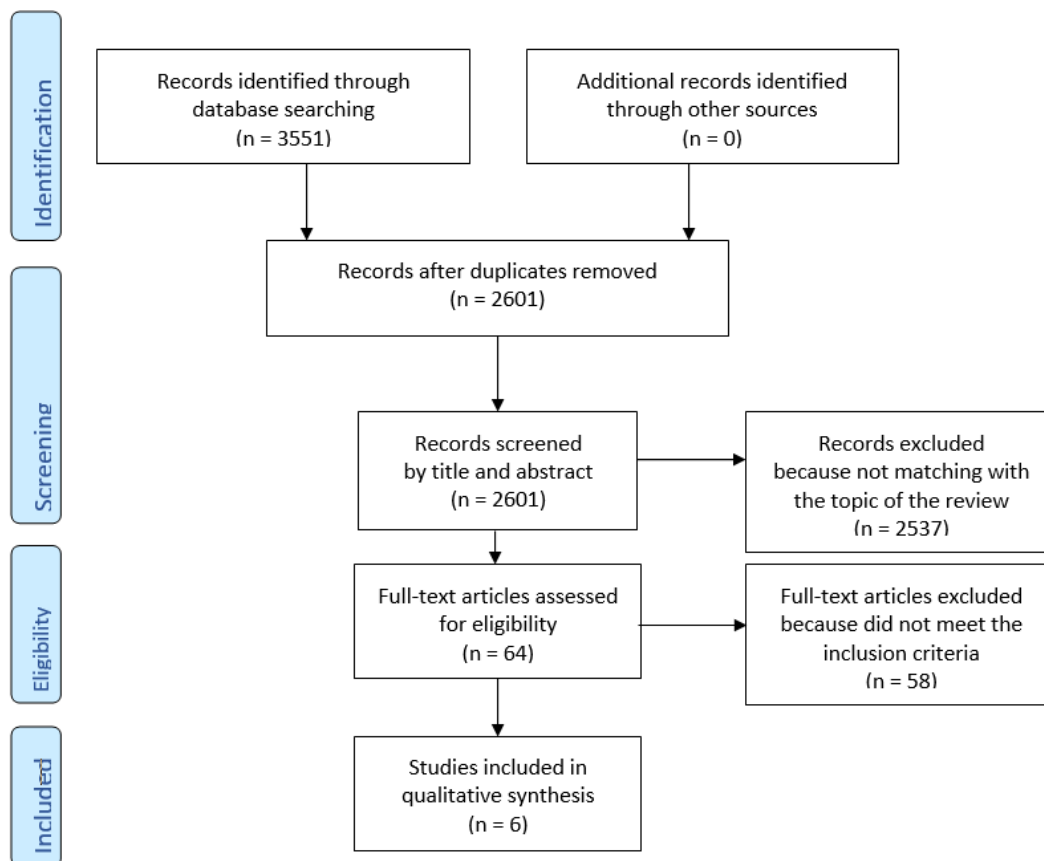 Identification
Records identified through
database searching
(n = 3551)
Additional records identified
through other sources
(n = 0)
Records after duplicates removed
(n = 2601)
Screening
Records screened
by title and abstract
(n = 2601)
Records excluded
because not matching with
the topic of the review
(n = 2537)
Eligibility
Full-text articles assessed
for eligibility
(n = 64)
Full-text articles excluded
because did not meet the
inclusion criteria
(n = 58)
Included
Studies included in
qualitative synthesis
(n = 6)